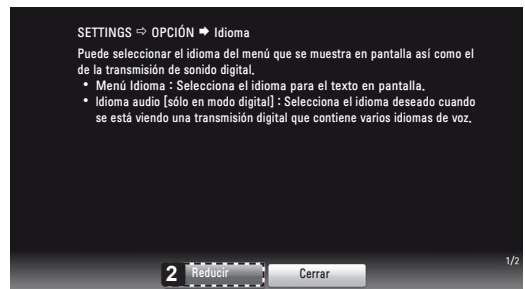 SETTINGS ⇨ OPCIÓN ➡ Idioma
Puede seleccionar el idioma del menú que se muestra en pantalla así como el
de la transmisión de sonido digital.
• Menú Idioma : Selecciona el idioma para el texto en pantalla.
• Idioma audio [sólo en modo digital] : Selecciona el idioma deseado cuando
se está viendo una transmisión digital que contiene varios idiomas de voz.
1/2
2 Reducir Cerrar